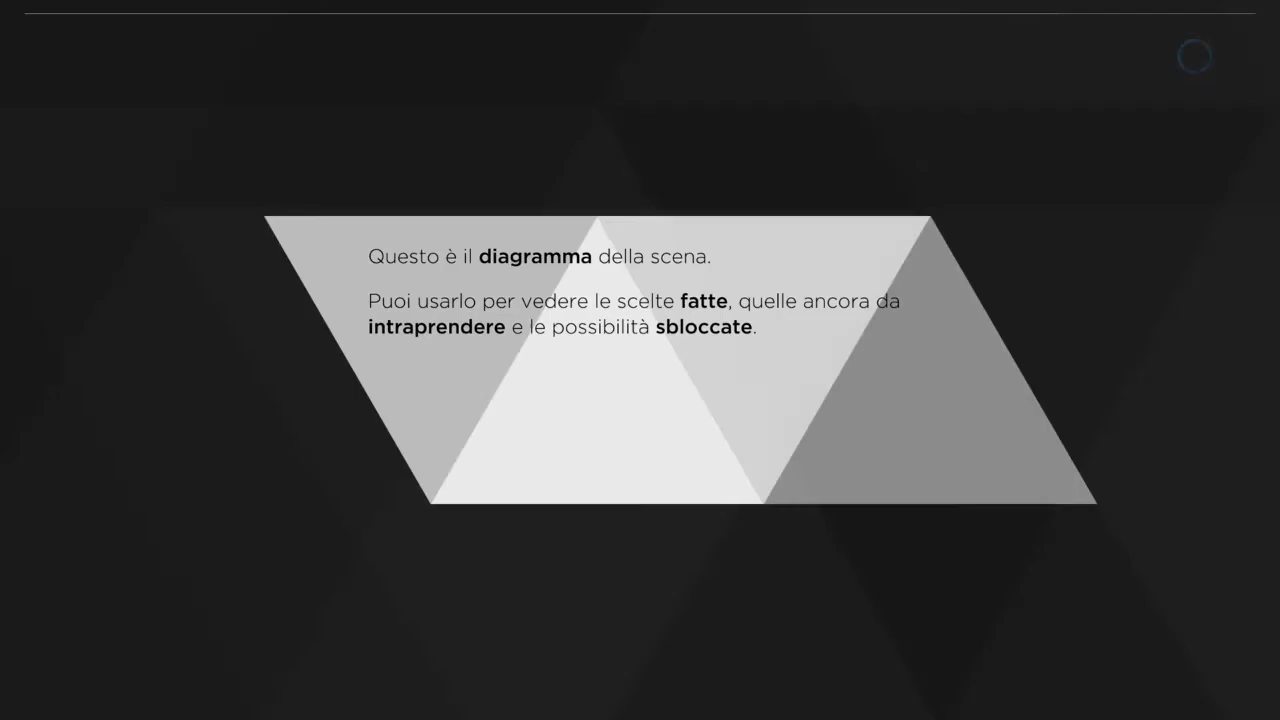 Questo è il diagramma della scena.
Puoi usarlo per vedere le scelte fatte, quelle ancora da
intraprendere e le possibilità sbloccate.